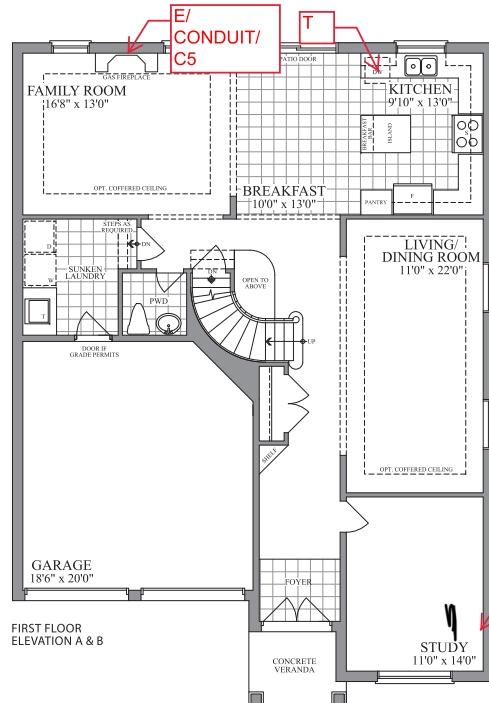 E/
CONDUIT/
C5
T
GAS FIREPLACE
PATIO DOOR
DW
FAMILY ROOM
16'8" x 13'0"
KITCHEN
9'10" x 13'0"
BREAKFAST
BAR
ISLAND
S
OPT. COFFERED CEILING
BREAKFAST
10'0" x 13'0"
PANTRY
F
STEPS AS
REQUIRED
DN
D
W
T
SUNKEN
LAUNDRY
PWD
DN
OPEN TO
ABOVE
UP
LIVING/
DINING ROOM
11'0" x 22'0"
DOOR IF
GRADE PERMITS
SHELF
OPT. COFFERED CEILING
GARAGE
18'6" x 20'0"
FOYER
FIRST FLOOR
ELEVATION A & B
STUDY
11'0" x 14'0"
CONCRETE
VERANDA